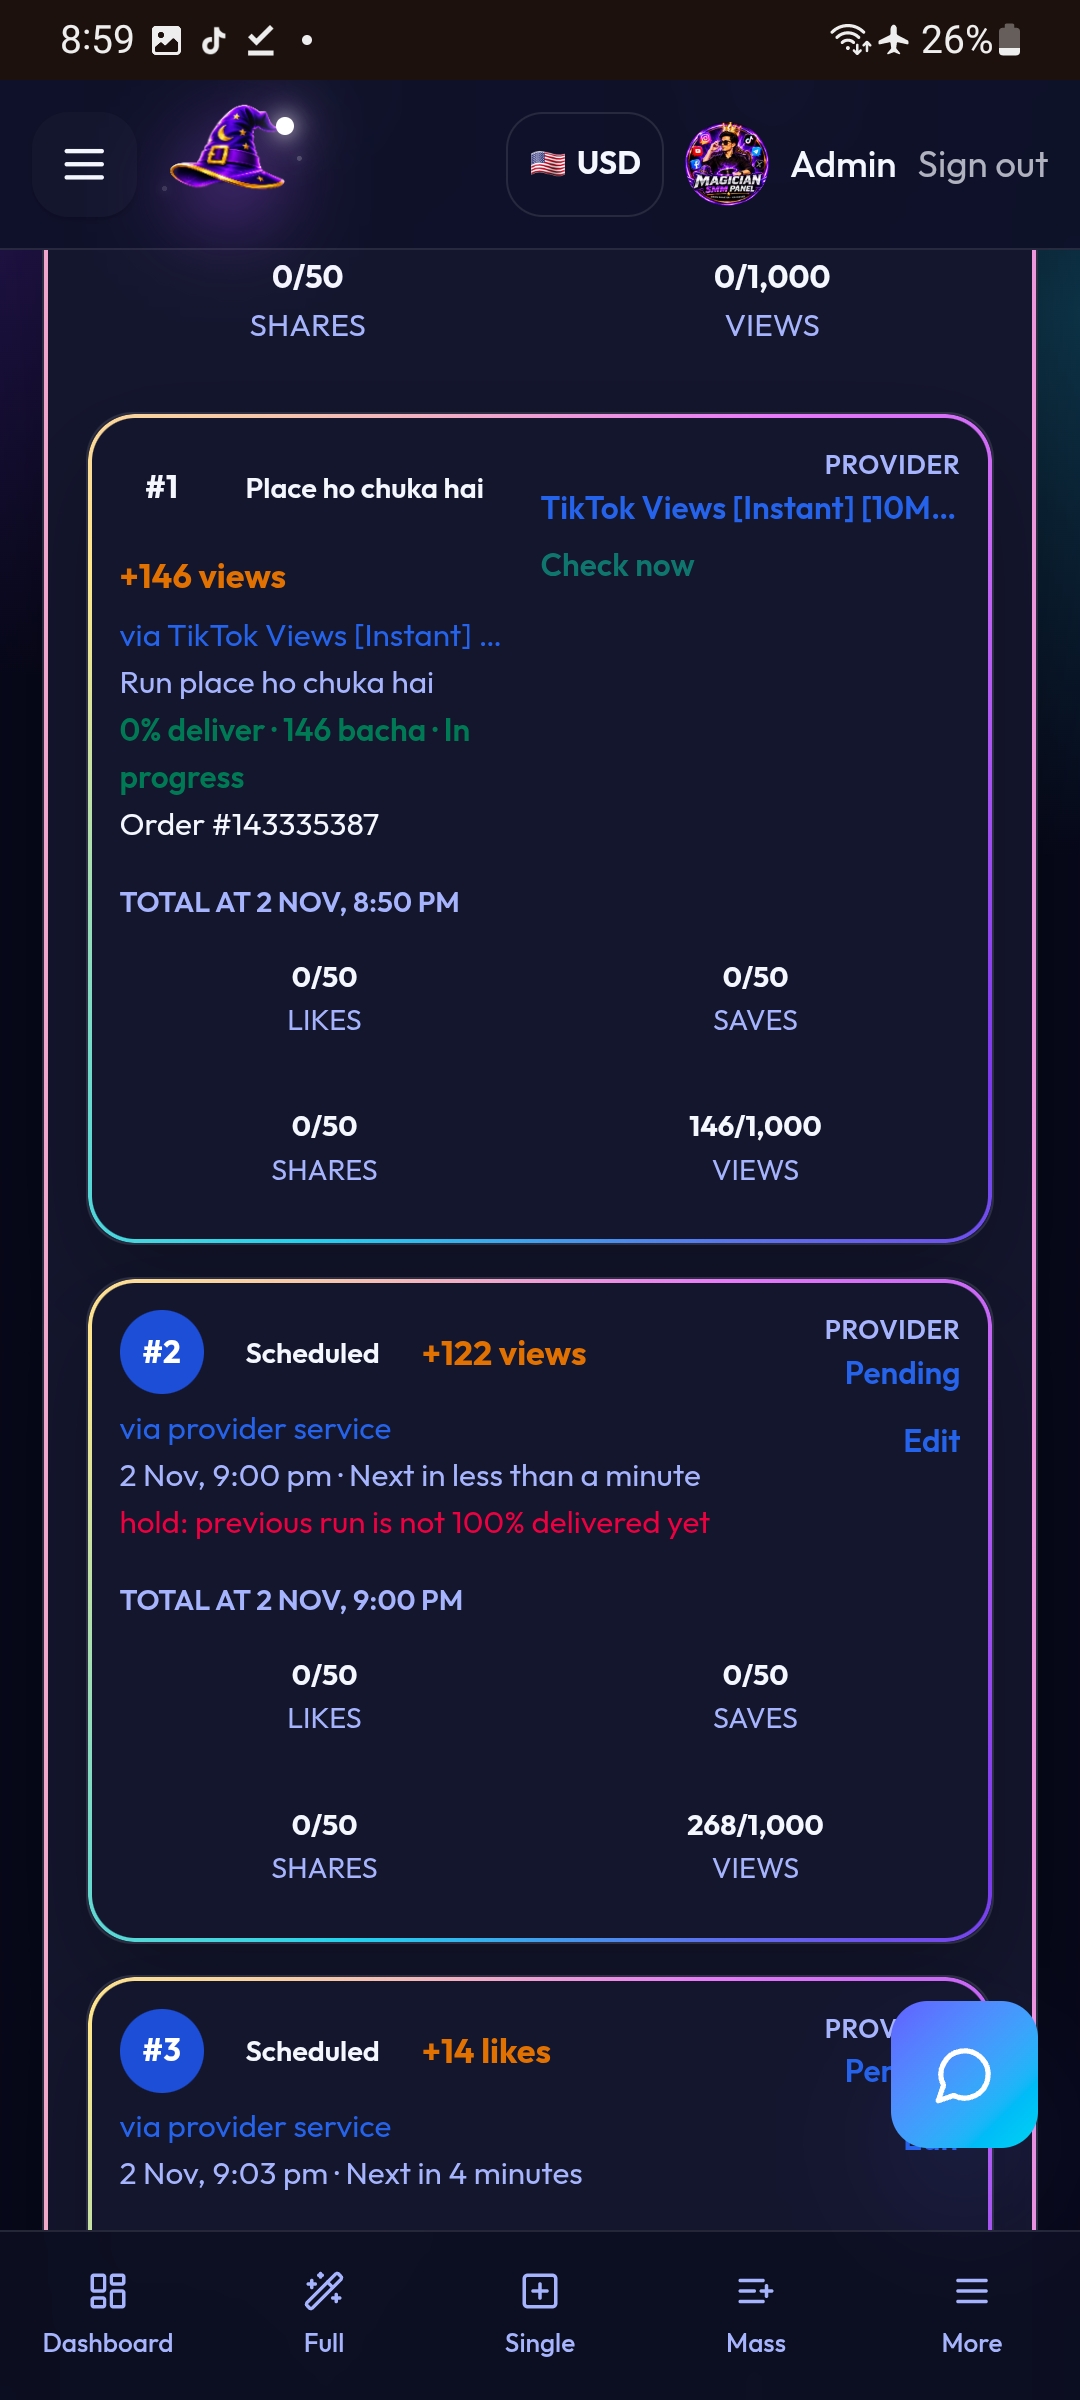 8:59
26%
USD
MAGICIAN
SMM PANEL
Admin
Sign out
0/50
0/1,000
SHARES
VIEWS
#1
Place ho chuka hai
PROVIDER
TikTok Views [Instant] [10M...
Check now
+146 views
via TikTok Views [Instant] ...
Run place ho chuka hai
0% deliver · 146 bacha · In
progress
Order #143335387
TOTAL AT 2 NOV, 8:50 PM
0/50
0/50
LIKES
SAVES
0/50
146/1,000
SHARES
VIEWS
#2
Scheduled
+122 views
PROVIDER
Pending
Edit
via provider service
2 Nov, 9:00 pm · Next in less than a minute
hold: previous run is not 100% delivered yet
TOTAL AT 2 NOV, 9:00 PM
0/50
0/50
LIKES
SAVES
0/50
268/1,000
SHARES
VIEWS
#3
Scheduled
+14 likes
via provider service
2 Nov, 9:03 pm · Next in 4 minutes
Dashboard
Full
Single
Mass
More